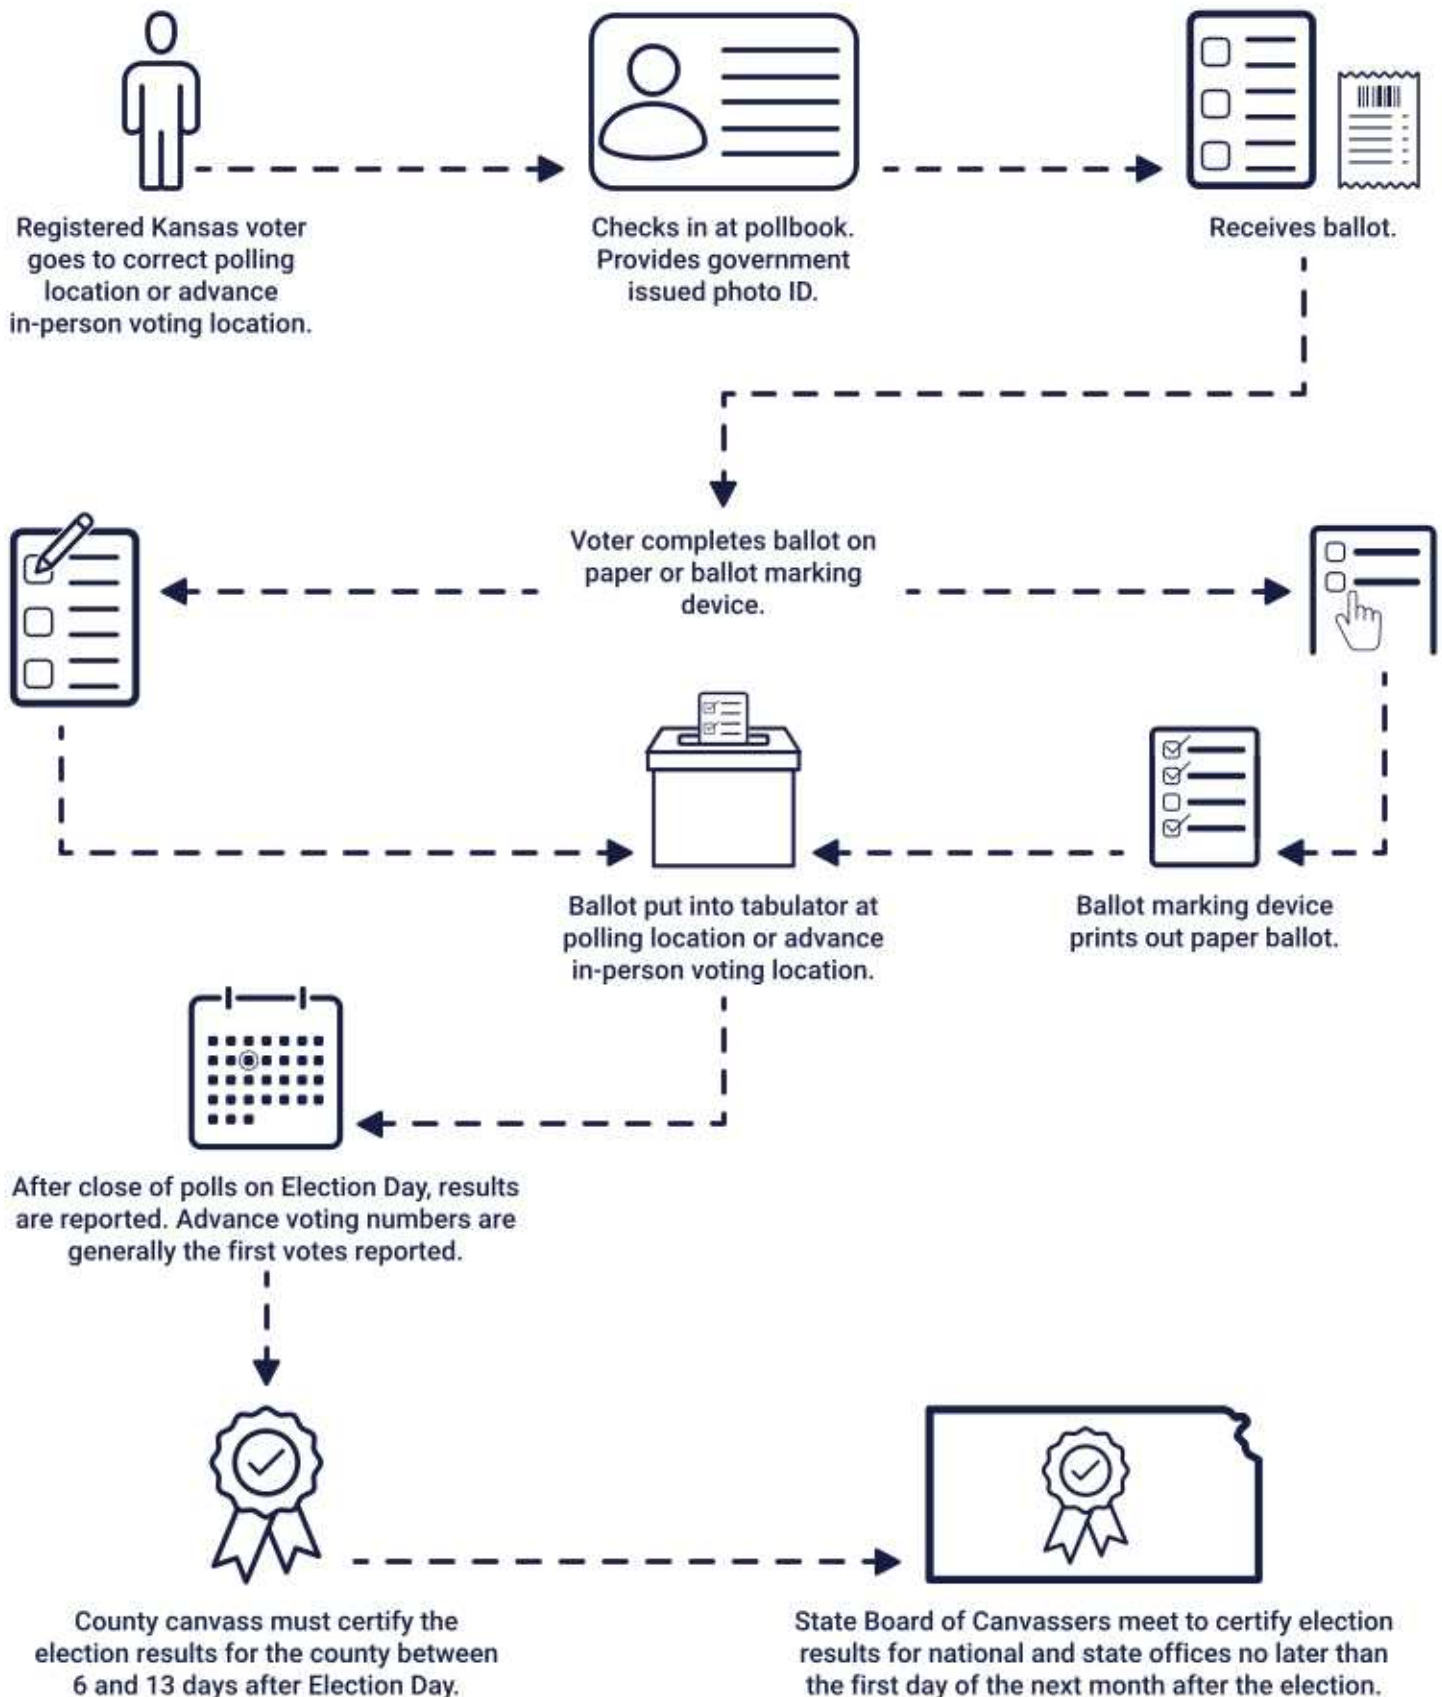 Registered Kansas voter
goes to correct polling
location or advance
in-person voting location.
Checks in at pollbook.
Provides government
issued photo ID.
Receives ballot.
Voter completes ballot on
paper or ballot marking
device.
Ballot put into tabulator at
polling location or advance
in-person voting location.
Ballot marking device
prints out paper ballot.
After close of polls on Election Day, results
are reported. Advance voting numbers are
generally the first votes reported.
County canvass must certify the
election results for the county between
6 and 13 days after Election Day.
State Board of Canvassers meet to certify election
results for national and state offices no later than
the first day of the next month after the election.